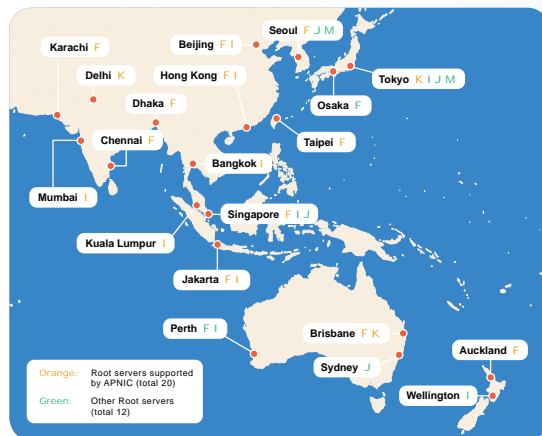 Seoul F J M
Karachi F
Beijing F I
Delhi K
Hong Kong F I
Tokyo K I J M
Dhaka F
Osaka F
Chennai F
Taipei F
Bangkok I
Mumbai I
Singapore F I J
Kuala Lumpur I
Jakarta F I
Perth F I
Brisbane F K
Auckland F
Sydney J
Wellington I
Orange: Root servers supported
by APNIC (total 20)
Green: Other Root servers
(total 12)